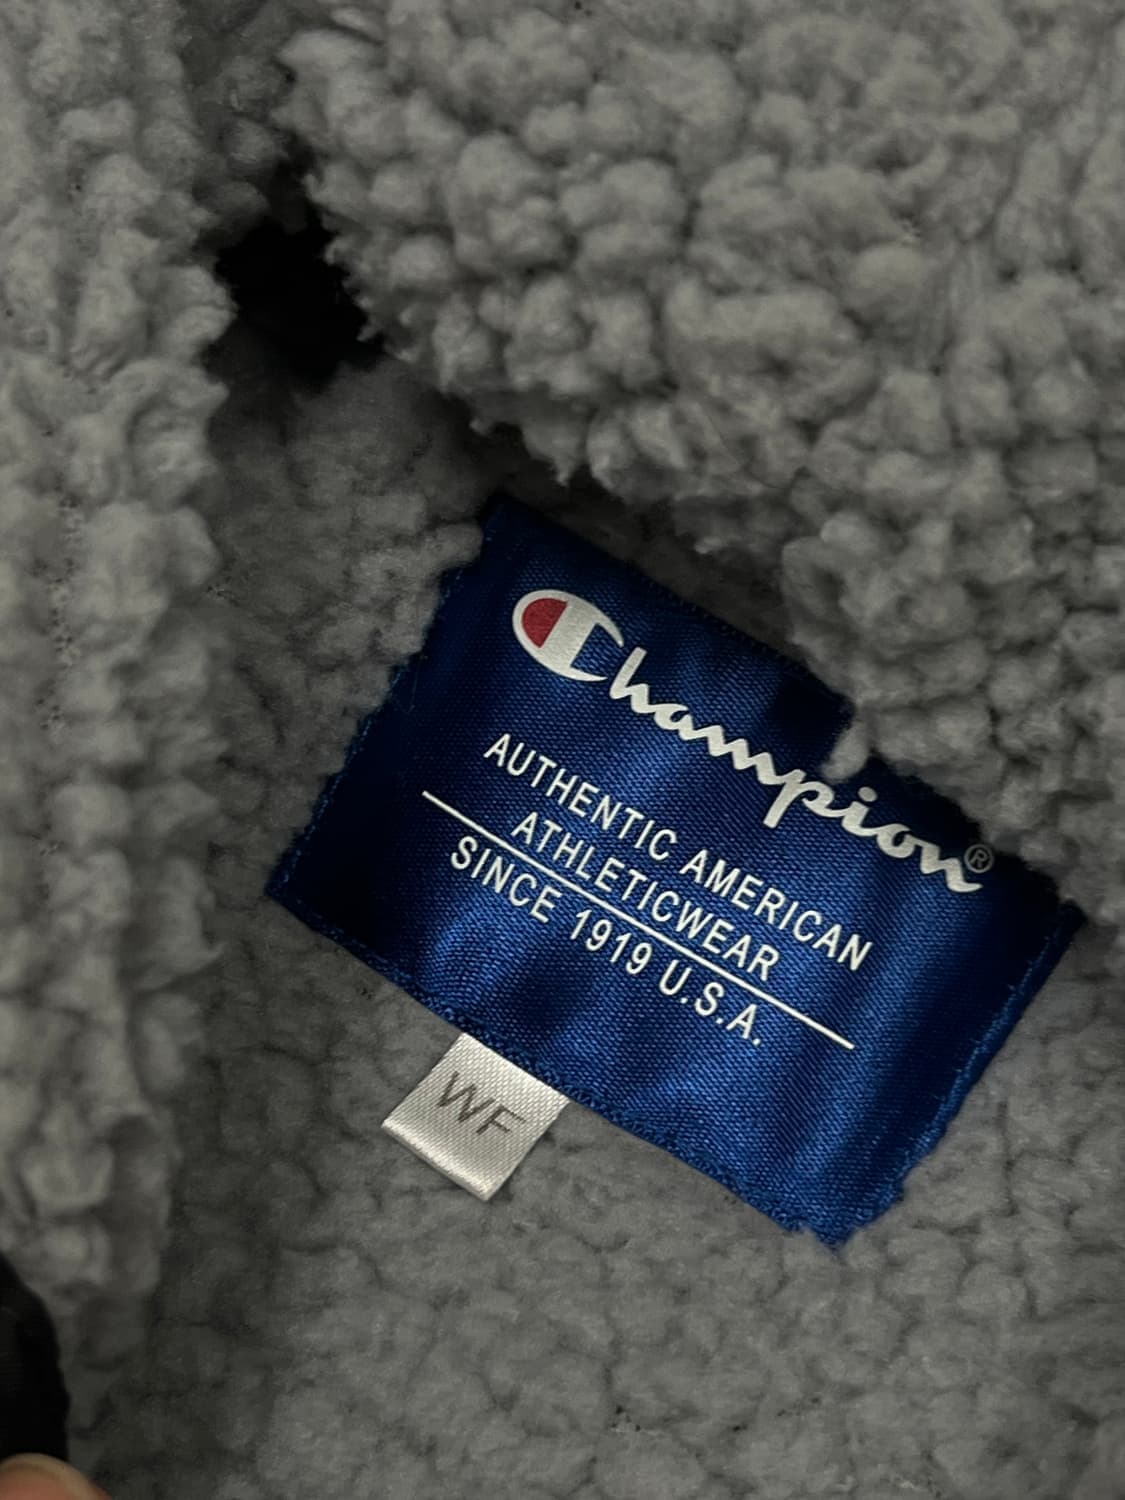 Champion®
AUTHENTIC AMERICAN
ATHLETICWEAR
SINCE 1919 U.S.A.
WF